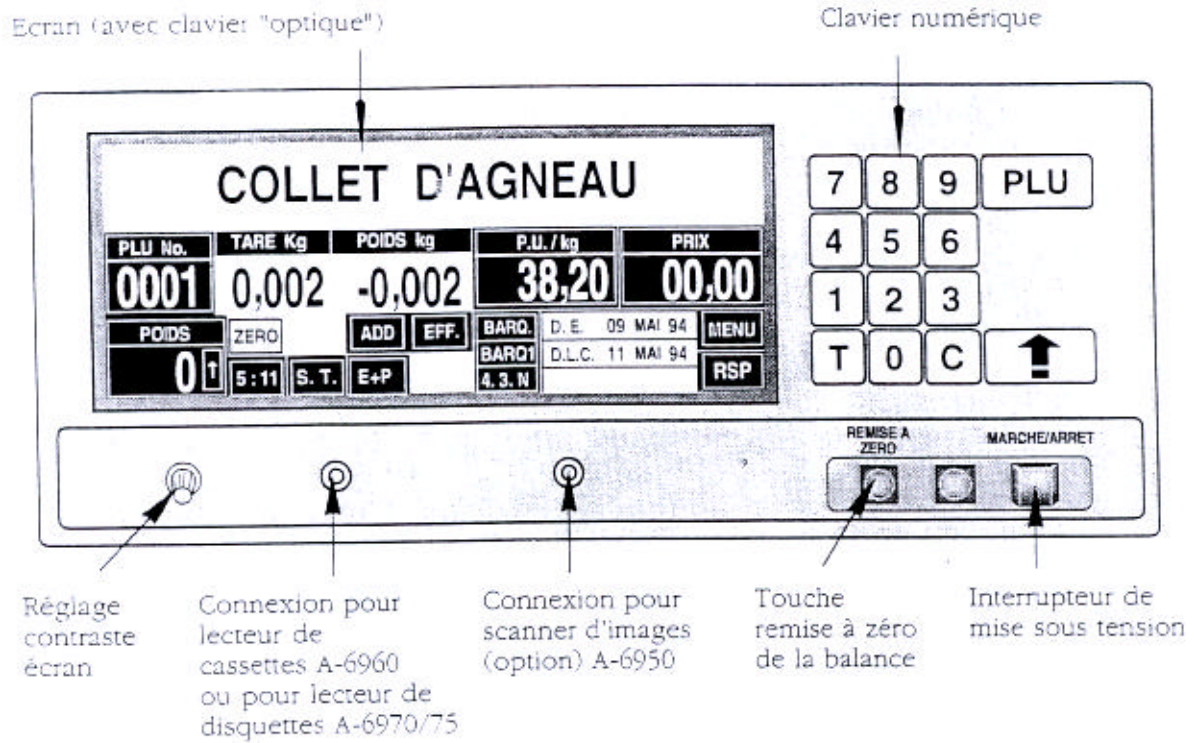 Ecran (avec clavier "optique")
Clavier numérique
COLLET D'AGNEAU
PLU No.
TARE Kg
POIDS kg
P.U. / kg
PRIX
0001
0,002
-0,002
38,20
00,00
POIDS
ZERO
ADD
EFF.
BARQ.
D. E. 09 MAI 94
MENU
0
↑
5:11
S. T.
E+P
BARQ1
D.L.C. 11 MAI 94
4. 3. N
RSP
7 8 9 PLU
4 5 6
1 2 3
T 0 C
REMISE A
ZERO
MARCHE/ARRET
Réglage
contraste
écran
Connexion pour
lecteur de
cassettes A-6960
ou pour lecteur de
disquettes A-6970/75
Connexion pour
scanner d'images
(option) A-6950
Touche
remise à zéro
de la balance
Interrupteur de
mise sous tension